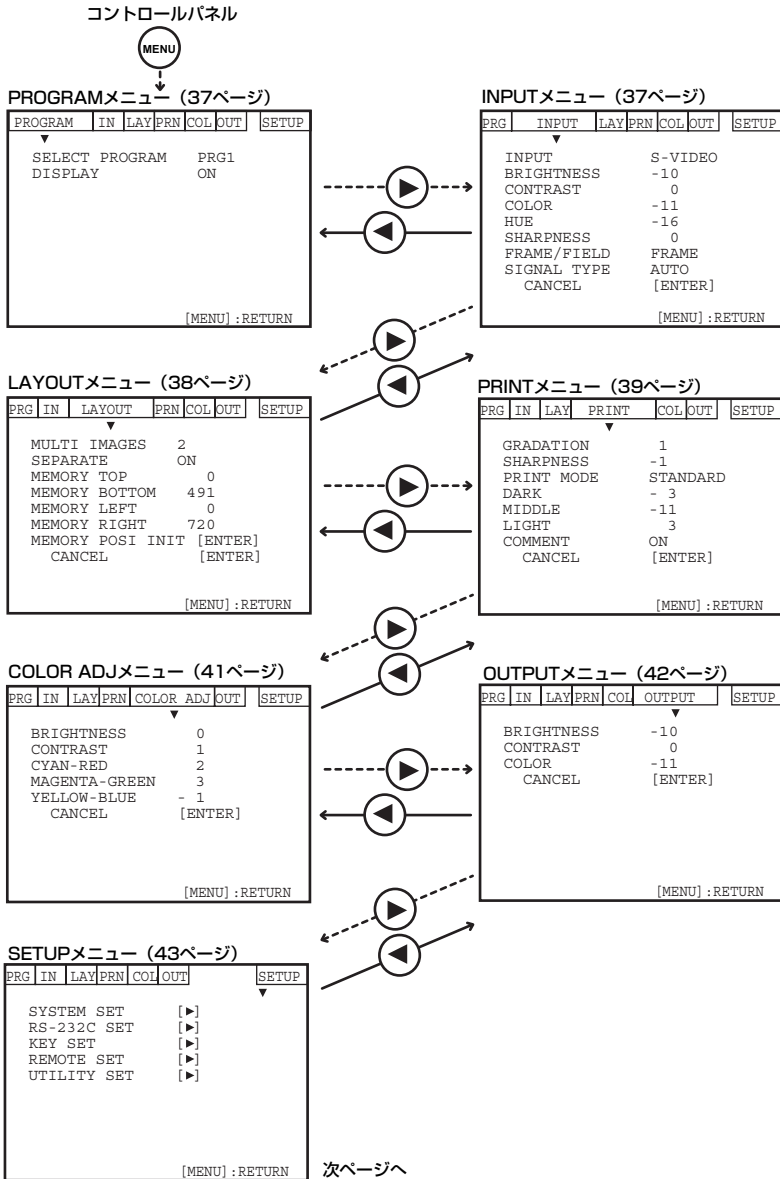 コントロールパネル
MENU
PROGRAMメニュー（37ページ）
PROGRAM IN LAY PRN COL OUT SETUP
▼
SELECT PROGRAM PRG1
DISPLAY ON
[MENU]:RETURN
INPUTメニュー（37ページ）
PRG INPUT LAY PRN COL OUT SETUP
▼
INPUT S-VIDEO
BRIGHTNESS -10
CONTRAST 0
COLOR -11
HUE -16
SHARPNESS 0
FRAME/FIELD FRAME
SIGNAL TYPE AUTO
CANCEL [ENTER]
[MENU]:RETURN
LAYOUTメニュー（38ページ）
PRG IN LAYOUT PRN COL OUT SETUP
▼
MULTI IMAGES 2
SEPARATE ON
MEMORY TOP 0
MEMORY BOTTOM 491
MEMORY LEFT 0
MEMORY RIGHT 720
MEMORY POSI INIT [ENTER]
CANCEL [ENTER]
[MENU]:RETURN
PRINTメニュー（39ページ）
PRG IN LAY PRINT COL OUT SETUP
▼
GRADATION 1
SHARPNESS -1
PRINT MODE STANDARD
DARK - 3
MIDDLE -11
LIGHT 3
COMMENT ON
CANCEL [ENTER]
[MENU]:RETURN
COLOR ADJメニュー（41ページ）
PRG IN LAY PRN COLOR ADJ OUT SETUP
▼
BRIGHTNESS 0
CONTRAST 1
CYAN-RED 2
MAGENTA-GREEN 3
YELLOW-BLUE - 1
CANCEL [ENTER]
[MENU]:RETURN
OUTPUTメニュー（42ページ）
PRG IN LAY PRN COL OUTPUT SETUP
▼
BRIGHTNESS -10
CONTRAST 0
COLOR -11
CANCEL [ENTER]
[MENU]:RETURN
SETUPメニュー（43ページ）
PRG IN LAY PRN COL OUT SETUP
▼
SYSTEM SET [►]
RS-232C SET [►]
KEY SET [►]
REMOTE SET [►]
UTILITY SET [►]
[MENU]:RETURN
次ページへ